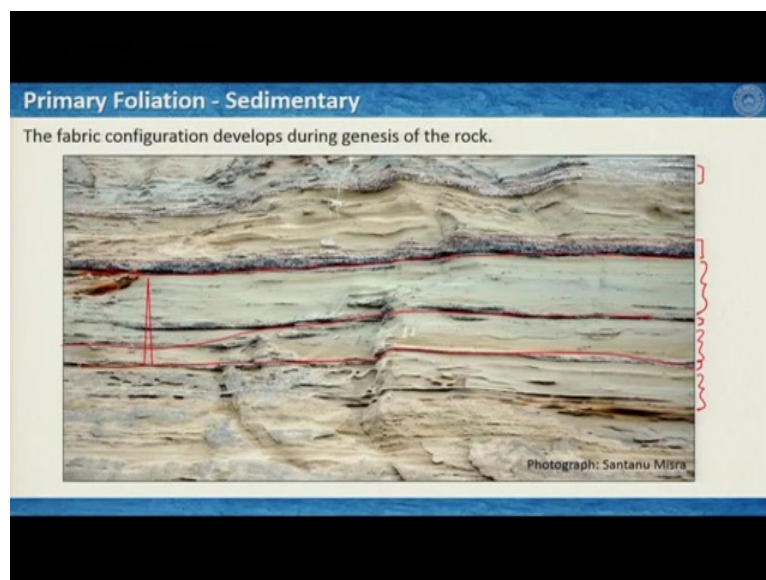 Primary Foliation - Sedimentary
The fabric configuration develops during genesis of the rock.
Photograph: Santanu Misra